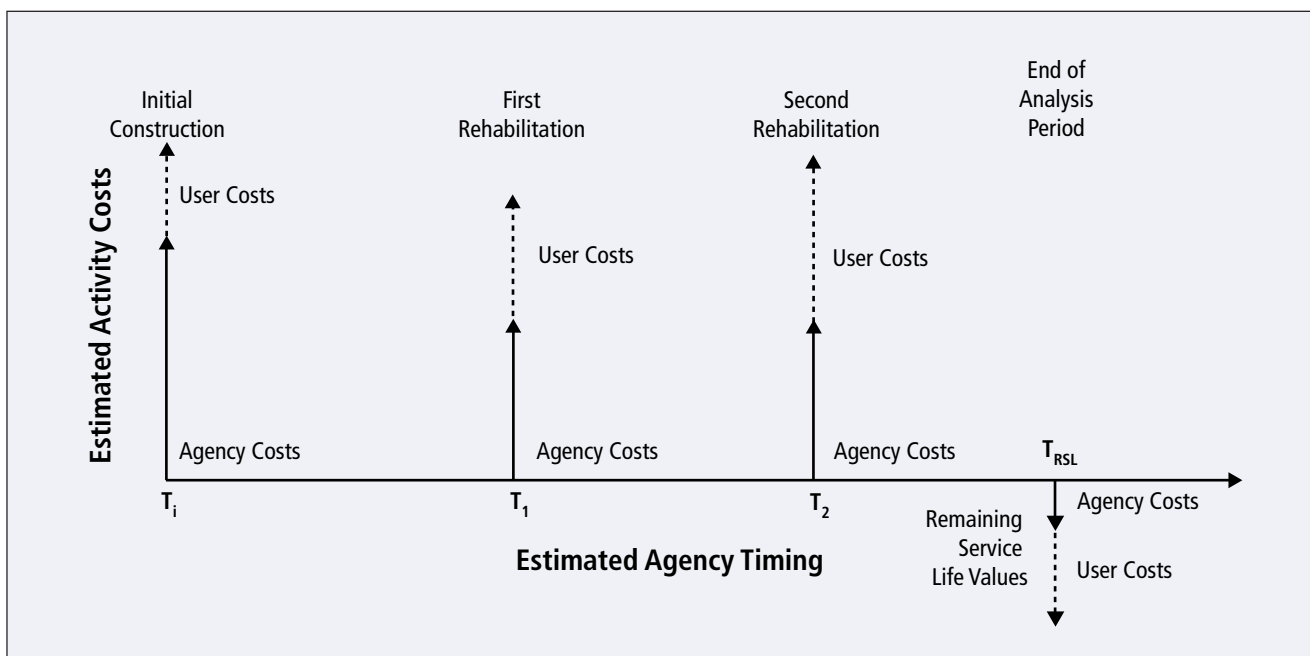 Initial
Construction
First
Rehabilitation
Second
Rehabilitation
End of
Analysis
Period
Estimated Activity Costs
User Costs
User Costs
User Costs
Agency Costs
Agency Costs
Agency Costs
T_RSL
T_i
T_1
T_2
Agency Costs
Remaining
Service
Life Values
User Costs
Estimated Agency Timing